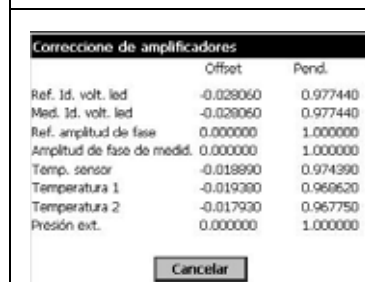 Correccione de amplificadores
Offset Pend.
Ref. Id. volt. led -0.028060 0.977440
Med. Id. volt. led -0.028060 0.977440
Ref. amplitud de fase 0.000000 1.000000
Amplitud de fase de medid. 0.000000 1.000000
Temp. sensor -0.018890 0.974390
Temperatura 1 -0.019380 0.968620
Temperatura 2 -0.017930 0.967750
Presión ext. 0.000000 1.000000
Cancelar